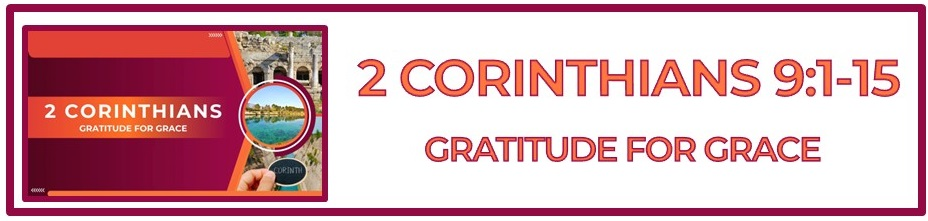 2 CORINTHIANS
GRATITUDE FOR GRACE
CORINTH
2 CORINTHIANS 9:1-15
GRATITUDE FOR GRACE